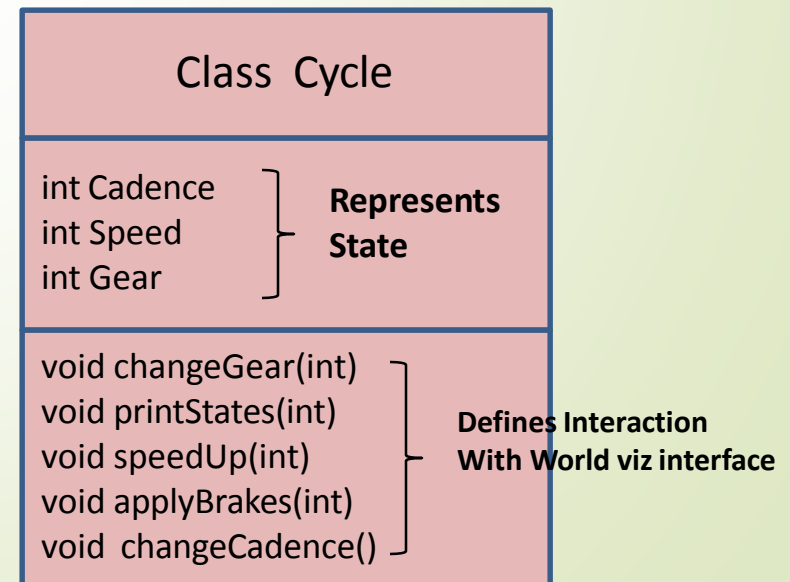 Class Cycle
int Cadence
int Speed
int Gear
Represents
State
void changeGear(int)
void printStates(int)
void speedUp(int)
void applyBrakes(int)
void changeCadence()
Defines Interaction
With World viz interface